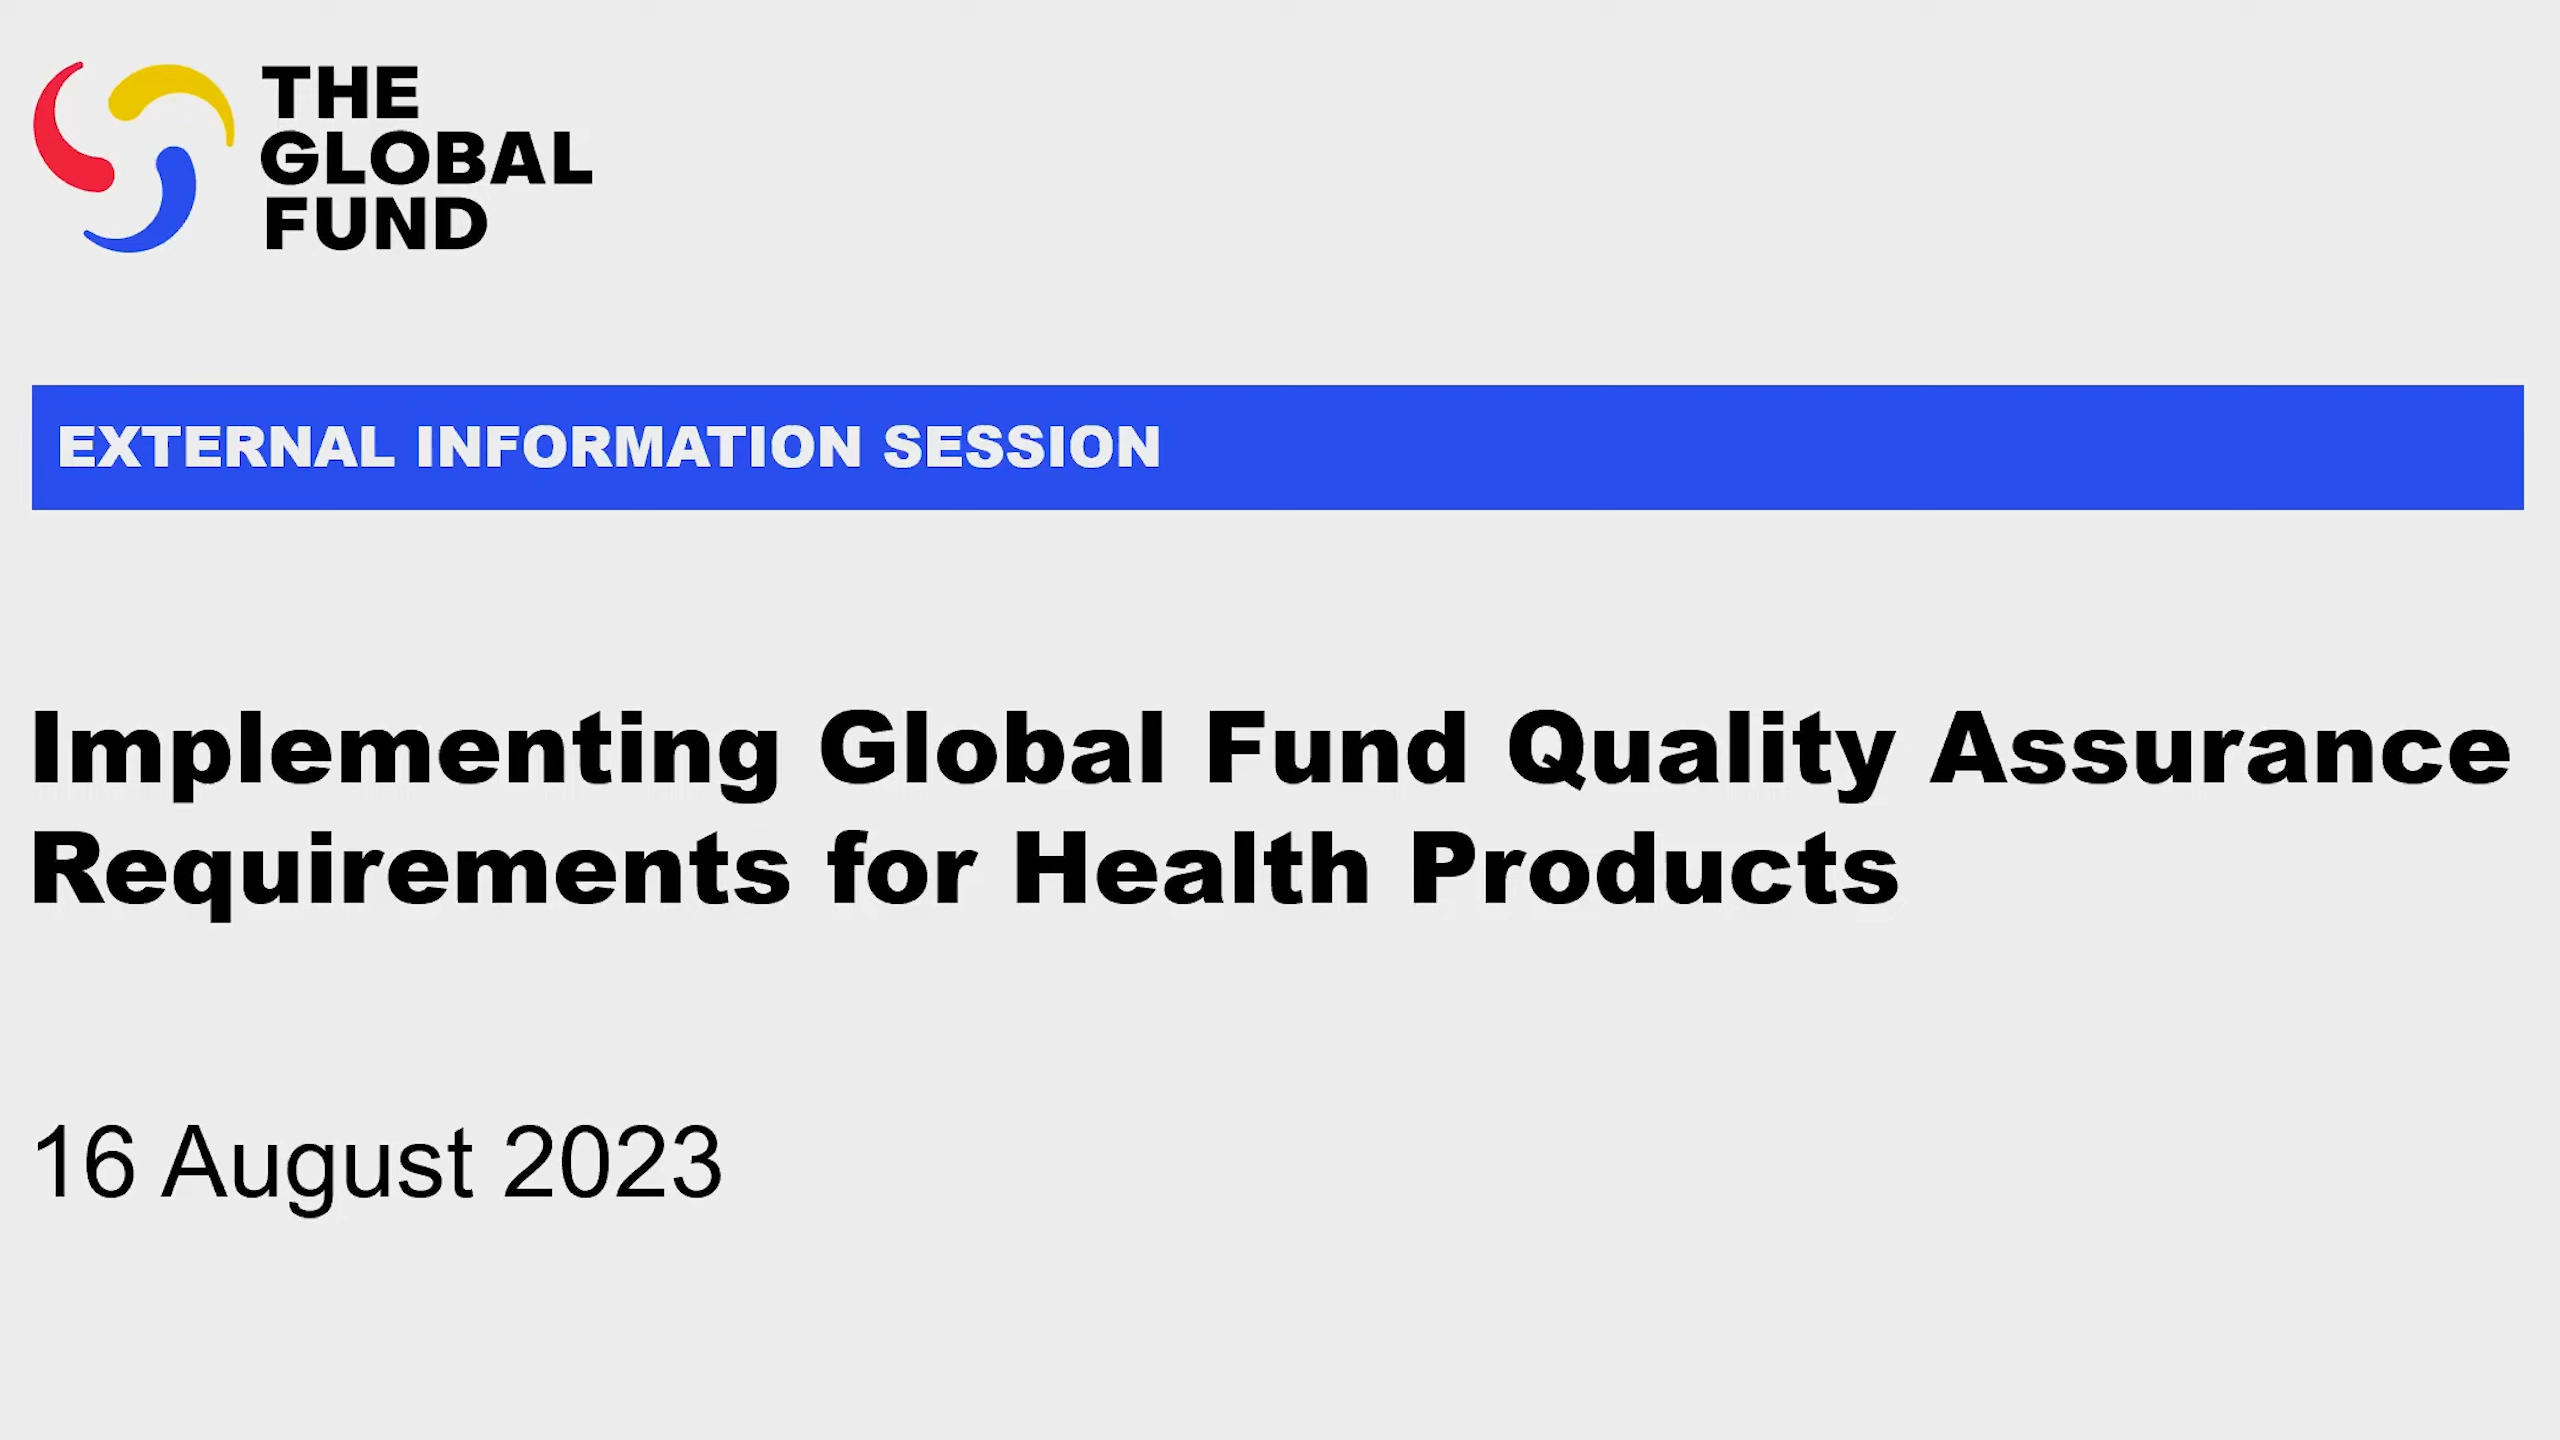 THE
GLOBAL
FUND
EXTERNAL INFORMATION SESSION
Implementing Global Fund Quality Assurance
Requirements for Health Products
16 August 2023